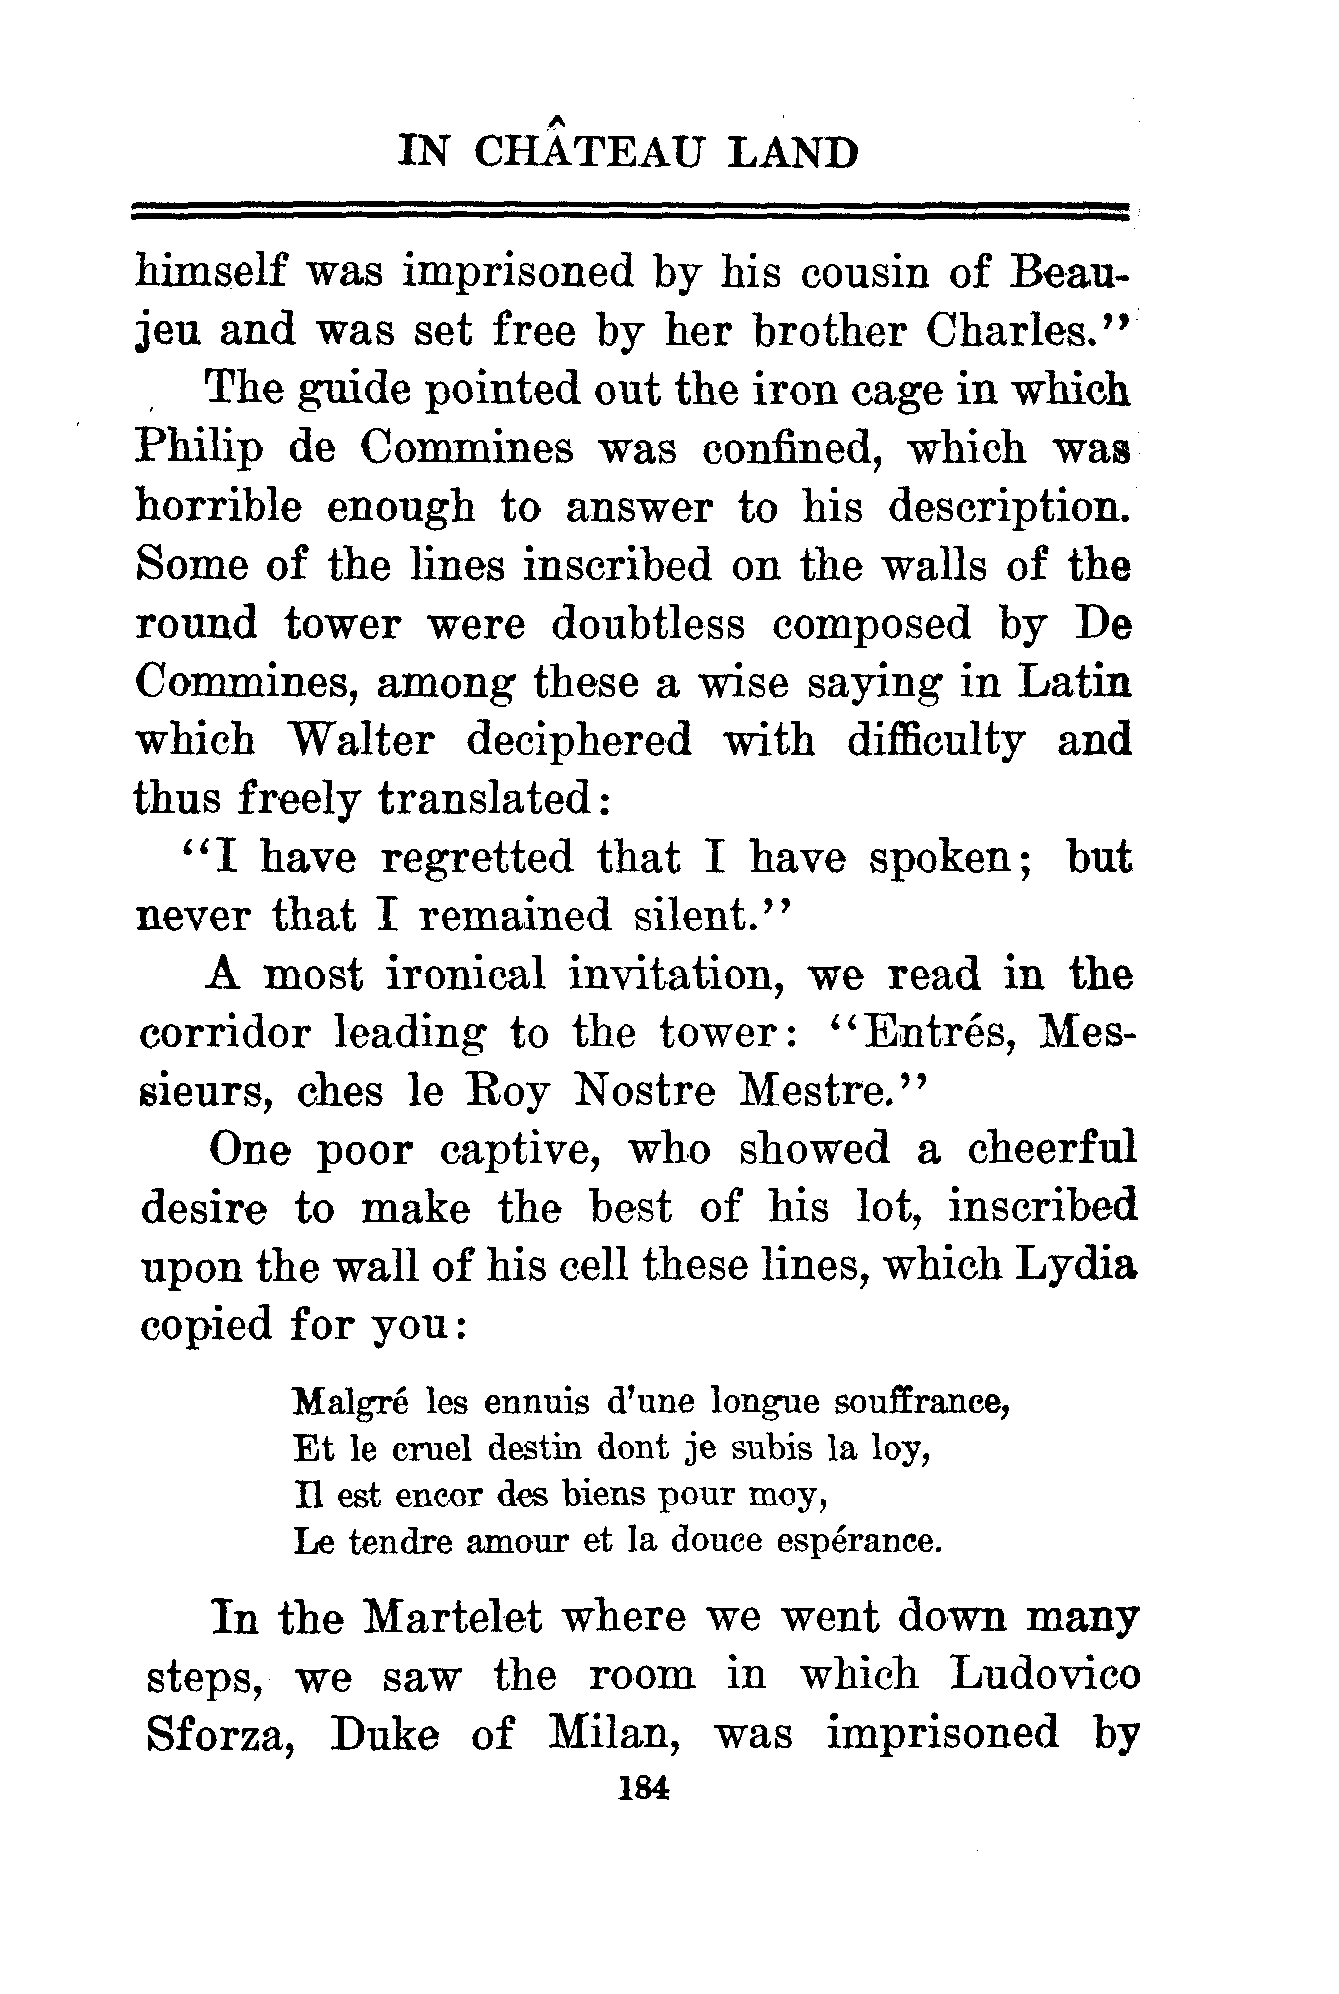 IN CHÂTEAU LAND
himself was imprisoned by his cousin of Beau-
jeu and was set free by her brother Charles.''
The guide pointed out the iron cage in which
Philip de Commines was confined, which was
horrible enough to answer to his description.
Some of the lines inscribed on the walls of the
round tower were doubtless composed by De
Commines, among these a wise saying in Latin
which Walter deciphered with difficulty and
thus freely translated:
‘‘I have regretted that I have spoken; but
never that I remained silent.’’
A most ironical invitation, we read in the
corridor leading to the tower: ‘‘Entrés, Mes-
sieurs, ches le Roy Nostre Mestre.’’
One poor captive, who showed a cheerful
desire to make the best of his lot, inscribed
upon the wall of his cell these lines, which Lydia
copied for you:
Malgré les ennuis d'une longue souffrance,
Et le cruel destin dont je subis la loy,
Il est encor des biens pour moy,
Le tendre amour et la douce espérance.
In the Martelet where we went down many
steps, we saw the room in which Ludovico
Sforza, Duke of Milan, was imprisoned by
184